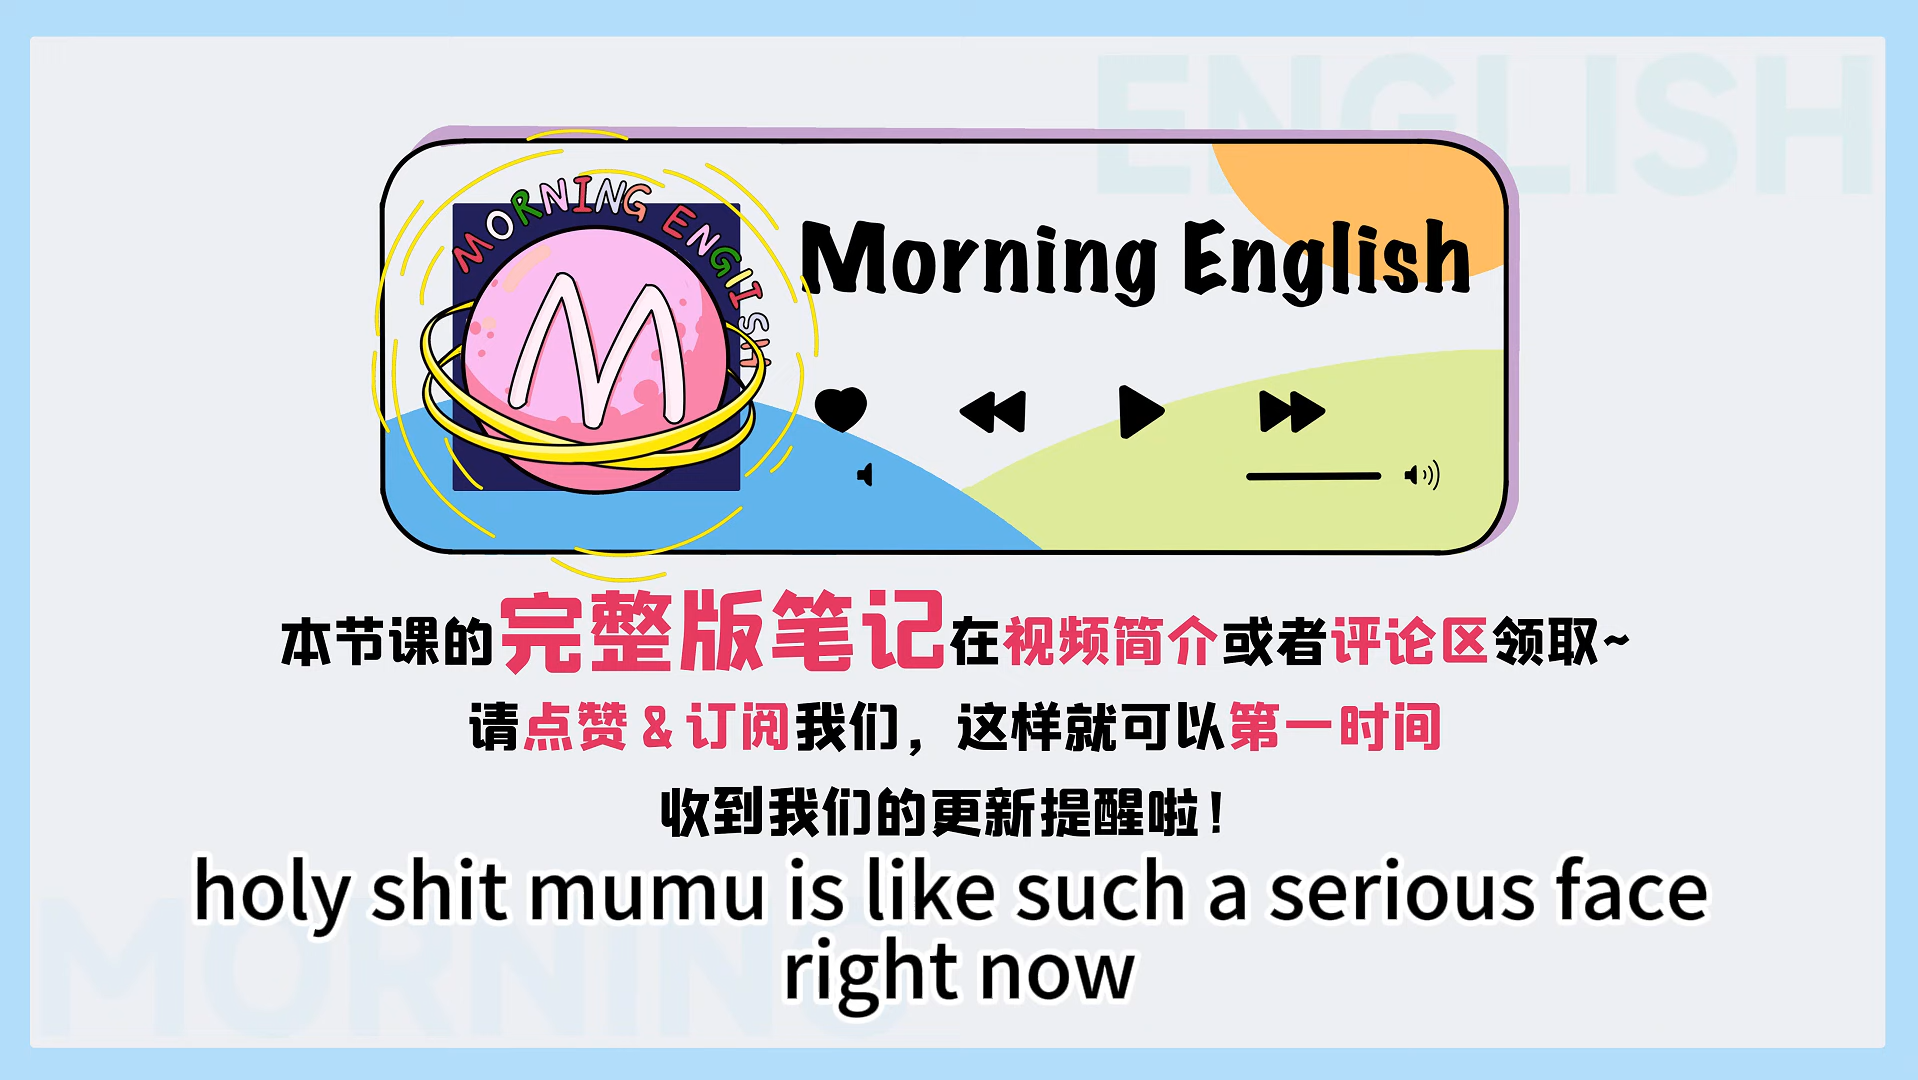 ENGLISH
MORNING ENGLISH
M
Morning English
本节课的完整版笔记在视频简介或者评论区领取~
请点赞&订阅我们，这样就可以第一时间
收到我们的更新提醒啦！
holy shit mumu is like such a serious face
right now
MORNING